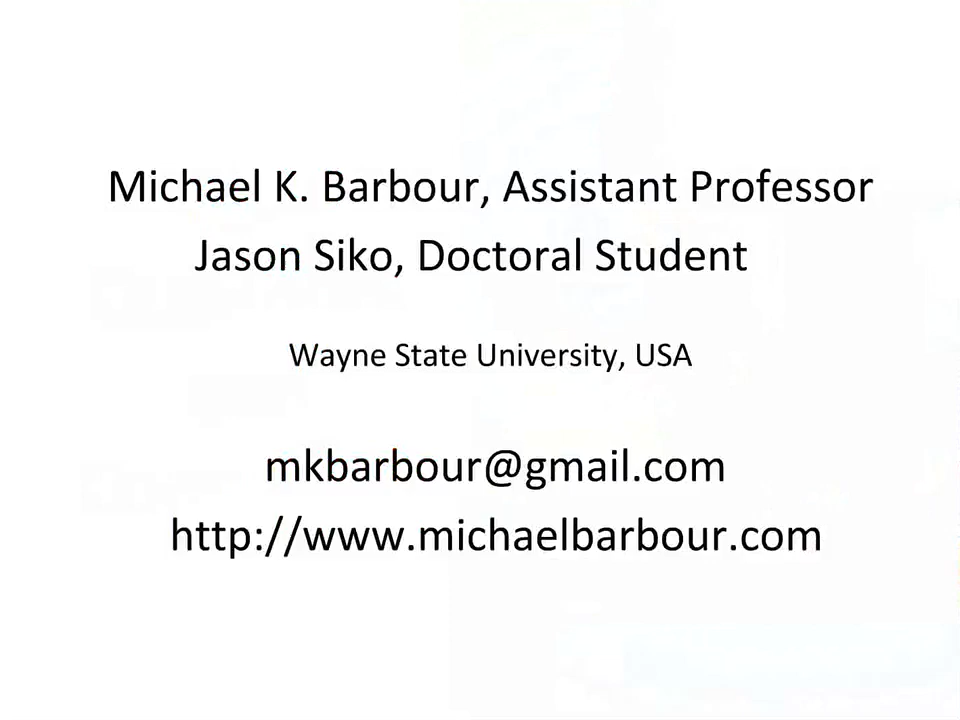 Michael K. Barbour, Assistant Professor
Jason Siko, Doctoral Student
Wayne State University, USA
mkbarbour@gmail.com
http://www.michaelbarbour.com